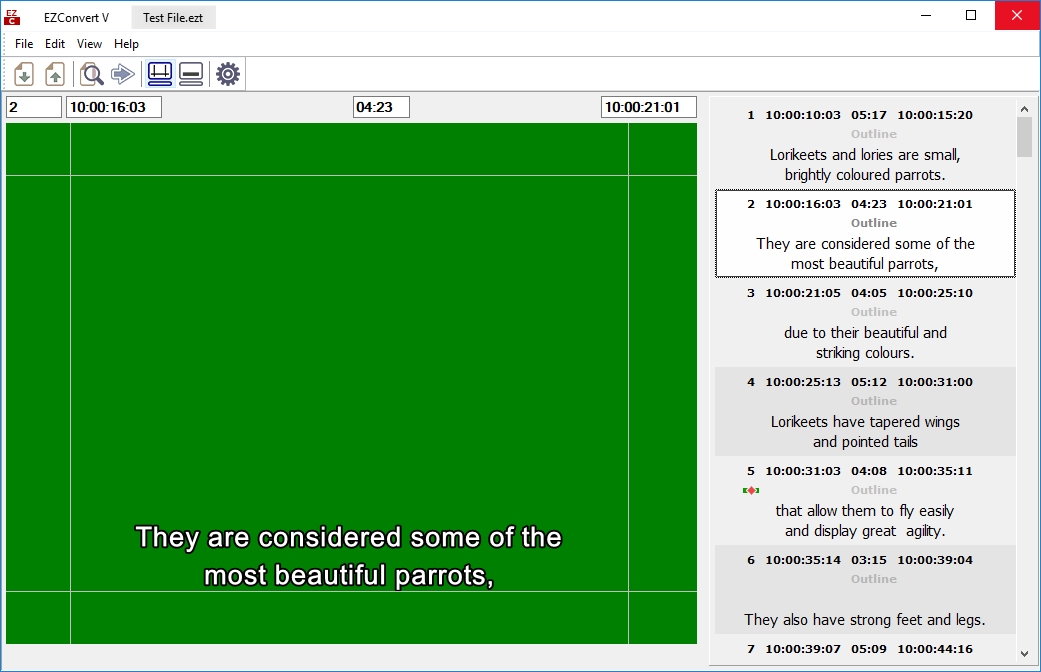 EZ
C
EZConvert V
Test File.ezt
File Edit View Help
2 10:00:16:03 04:23 10:00:21:01
They are considered some of the
most beautiful parrots,
1 10:00:10:03 05:17 10:00:15:20
Outline
Lorikeets and lories are small,
brightly coloured parrots.
2 10:00:16:03 04:23 10:00:21:01
Outline
They are considered some of the
most beautiful parrots,
3 10:00:21:05 04:05 10:00:25:10
Outline
due to their beautiful and
striking colours.
4 10:00:25:13 05:12 10:00:31:00
Outline
Lorikeets have tapered wings
and pointed tails
5 10:00:31:03 04:08 10:00:35:11
Outline
that allow them to fly easily
and display great  agility.
6 10:00:35:14 03:15 10:00:39:04
Outline
They also have strong feet and legs.
7 10:00:39:07 05:09 10:00:44:16